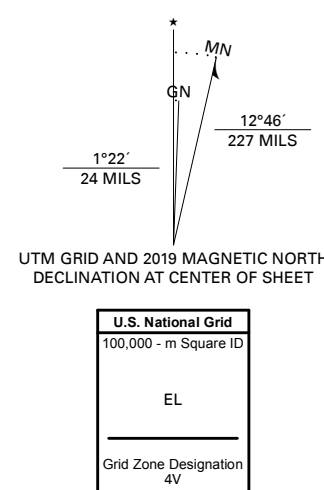 MN
GN
12°46´
227 MILS
1°22´
24 MILS
UTM GRID AND 2019 MAGNETIC NORTH
DECLINATION AT CENTER OF SHEET
U.S. National Grid
100,000 - m Square ID
EL
Grid Zone Designation
4V